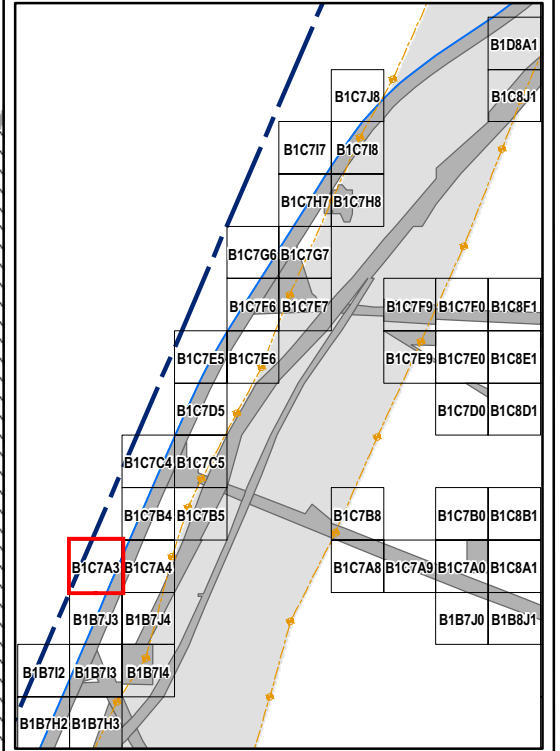 B1D8A1
B1C7J8 B1C8J1
B1C7I7 B1C7I8
B1C7H7 B1C7H8
B1C7G6 B1C7G7
B1C7F6 B1C7F7 B1C7F9 B1C7F0 B1C8F1
B1C7E5 B1C7E6 B1C7E9 B1C7E0 B1C8E1
B1C7D5 B1C7D0 B1C8D1
B1C7C4 B1C7C5
B1C7B4 B1C7B5 B1C7B8 B1C7B0 B1C8B1
B1C7A3 B1C7A4 B1C7A8 B1C7A9 B1C7A0 B1C8A1
B1B7J3 B1B7J4 B1B7J0 B1B8J1
B1B7I2 B1B7I3 B1B7I4
B1B7H2 B1B7H3